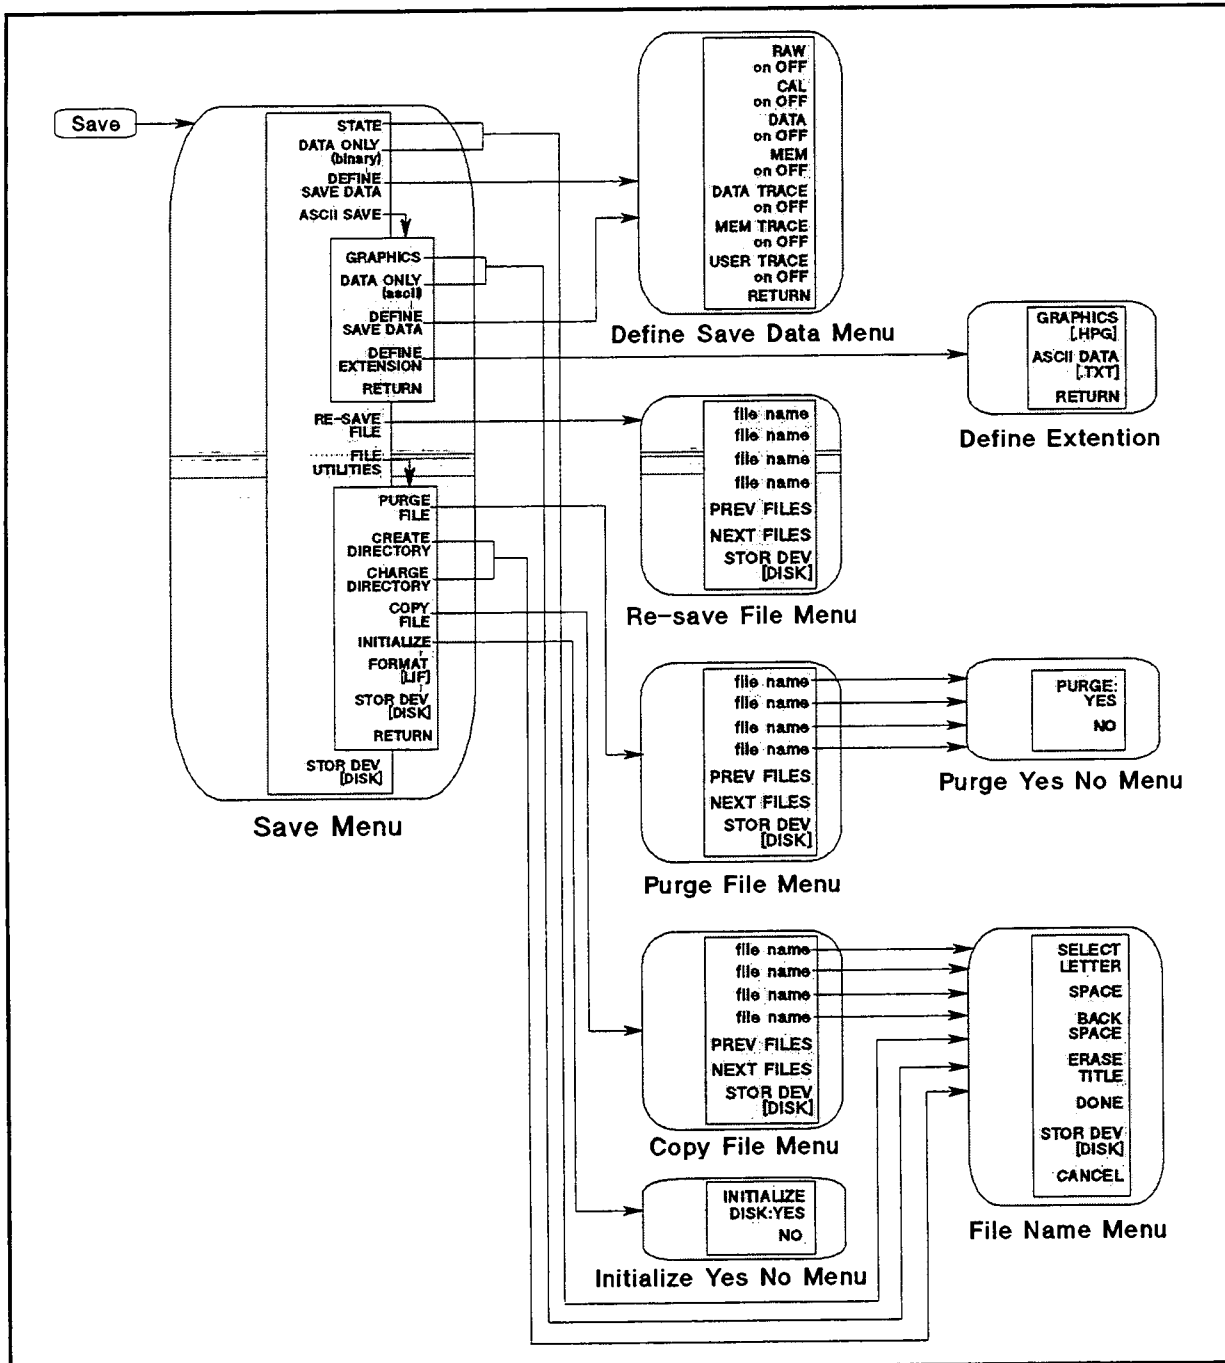 Save
STATE
DATA ONLY
(binary)
DEFINE
SAVE DATA
ASCII SAVE
GRAPHICS
DATA ONLY
(ascii)
DEFINE
SAVE DATA
DEFINE
EXTENSION
RETURN
RE-SAVE
FILE
FILE
UTILITIES
PURGE
FILE
CREATE
DIRECTORY
CHARGE
DIRECTORY
COPY
FILE
INITIALIZE
FORMAT
[LIF]
STOR DEV
[DISK]
RETURN
STOR DEV
[DISK]
Save Menu
RAW
on OFF
CAL
on OFF
DATA
on OFF
MEM
on OFF
DATA TRACE
on OFF
MEM TRACE
on OFF
USER TRACE
on OFF
RETURN
Define Save Data Menu
GRAPHICS
[.HPG]
ASCII DATA
[.TXT]
RETURN
Define Extention
file name
file name
file name
file name
PREV FILES
NEXT FILES
STOR DEV
[DISK]
Re-save File Menu
file name
file name
file name
file name
PREV FILES
NEXT FILES
STOR DEV
[DISK]
Purge File Menu
PURGE:
YES
NO
Purge Yes No Menu
file name
file name
file name
file name
PREV FILES
NEXT FILES
STOR DEV
[DISK]
Copy File Menu
SELECT
LETTER
SPACE
BACK
SPACE
ERASE
TITLE
DONE
STOR DEV
[DISK]
CANCEL
File Name Menu
INITIALIZE
DISK:YES
NO
Initialize Yes No Menu